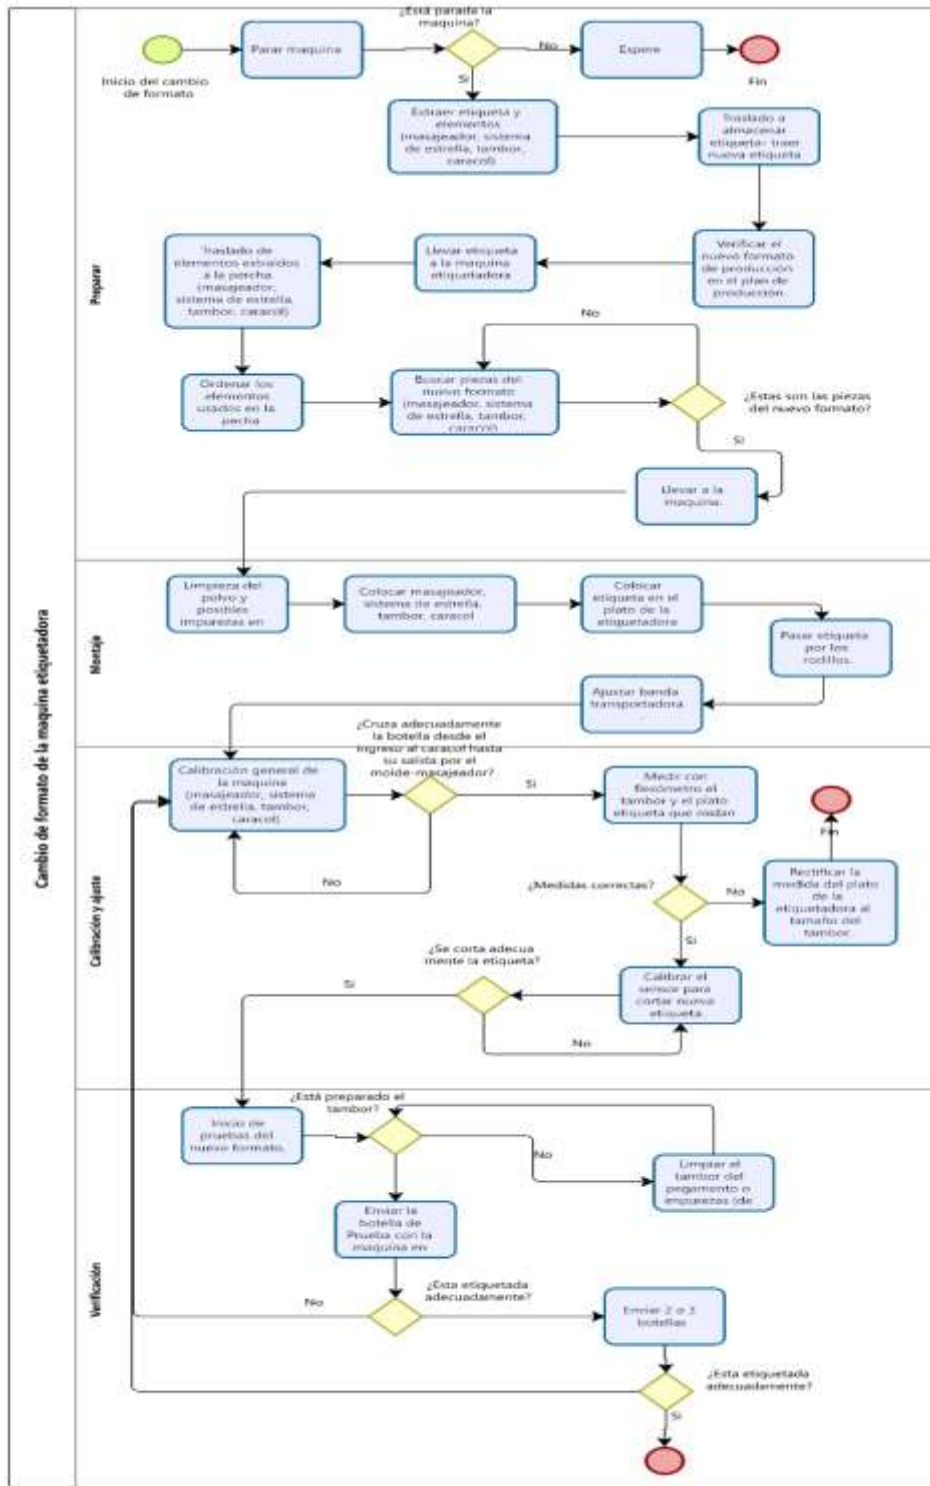 Cambio de formato de la maquina etiquetadora
Preparar
¿Está parada la
maquina?
Inicio del cambio
de formato
Parar maquina
No
Espere
Fin
Si
Extraer etiqueta y
elementos
(masajeador, sistema
de estrella, tambor,
caracol)
Traslado a
almacenar
etiqueta- traer
nueva etiqueta
Verificar el
nuevo formato
de producción
en el plan de
producción.
Llevar etiqueta
a la maquina
etiquetadora
Traslado de
elementos extraídos
a la percha
(masajeador,
sistema de estrella,
tambor, caracol)
Ordenar los
elementos
usados en la
pecha
No
Buscar piezas del
nuevo formato
(masajeador, sistema
de estrella, tambor,
caracol)
¿Estas son las piezas
del nuevo formato?
Si
Llevar a la
maquina.
Montaje
Limpieza del
polvo y
posibles
impurezas en
Colocar masajeador,
sistema de estrella,
tambor, caracol
Colocar
etiqueta en el
plato de la
etiquetadora
Pasar etiqueta
por los
rodillos.
Ajustar banda
transportadora
Calibración y ajuste
Calibración general de
la maquina
(masajeador, sistema
de estrella, tambor,
caracol)
¿Cruza adecuadamente
la botella desde el
ingreso al caracol hasta
su salida por el
molde-masajeador?
Si
No
Medir con
flexómetro el
tambor y el plato
etiqueta que midan
¿Medidas correctas?
No
Rectificar la
medida del plato
de la
etiquetadora al
tamaño del
tambor.
Fin
Si
Calibrar el
sensor para
cortar nueva
etiqueta.
¿Se corta adecua
mente la etiqueta?
Si
No
Verificación
Inicio de
pruebas del
nuevo formato.
¿Está preparado el
tambor?
No
Limpiar el
tambor del
pegamento o
impurezas (de
Enviar la
botella de
Prueba con la
maquina en
¿Esta etiquetada
adecuadamente?
No
Enviar 2 o 3
botellas
¿Esta etiquetada
adecuadamente?
Si